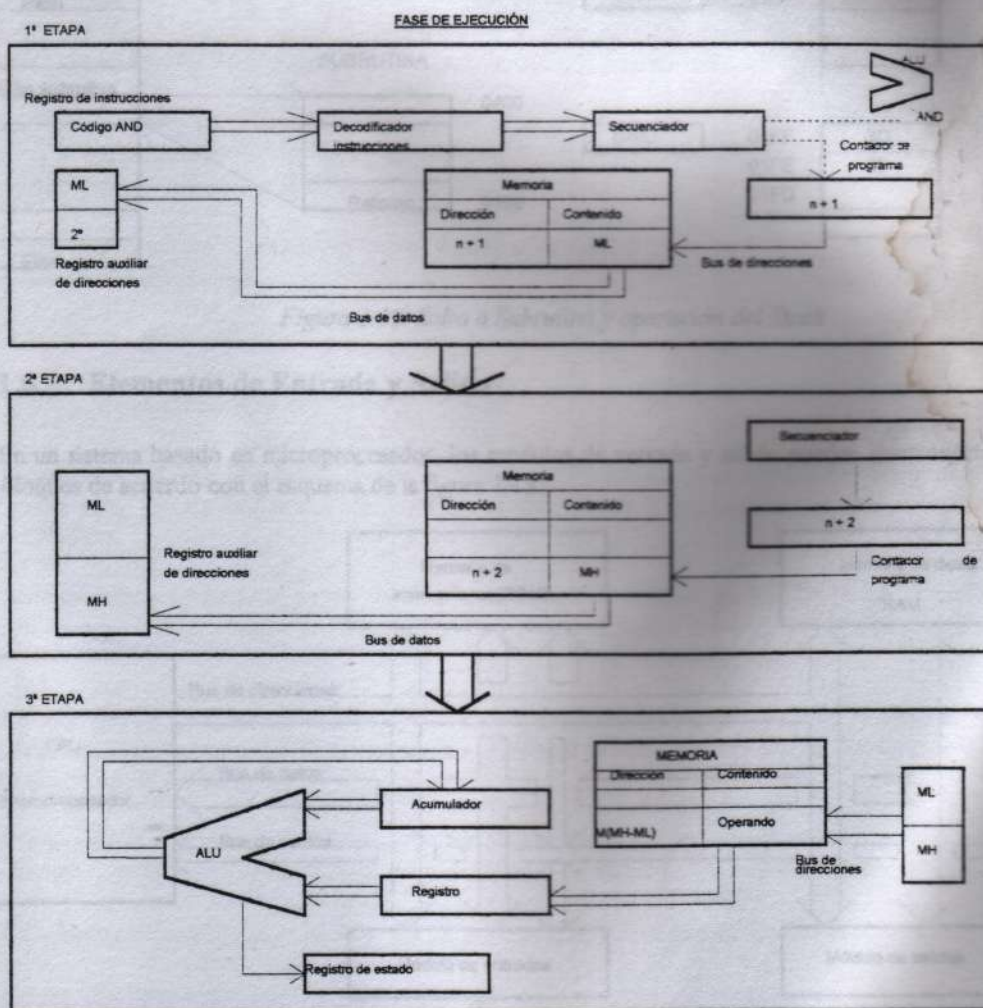 FASE DE EJECUCIÓN
1ª ETAPA
ALU
AND
Registro de instrucciones
Código AND
Decodificador
instrucciones
Secuenciador
Contador de
programa
n + 1
ML
2ª
Registro auxiliar
de direcciones
Memoria
Dirección Contenido
n + 1 ML
Bus de direcciones
Bus de datos
2ª ETAPA
Secuenciador
n + 2
Contador de
programa
ML
MH
Registro auxiliar
de direcciones
Memoria
Dirección Contenido
n + 2 MH
Bus de datos
3ª ETAPA
ALU
Acumulador
Registro
Registro de estado
MEMORIA
Dirección Contenido
Operando
M(MH-ML)
Bus de
direcciones
ML
MH